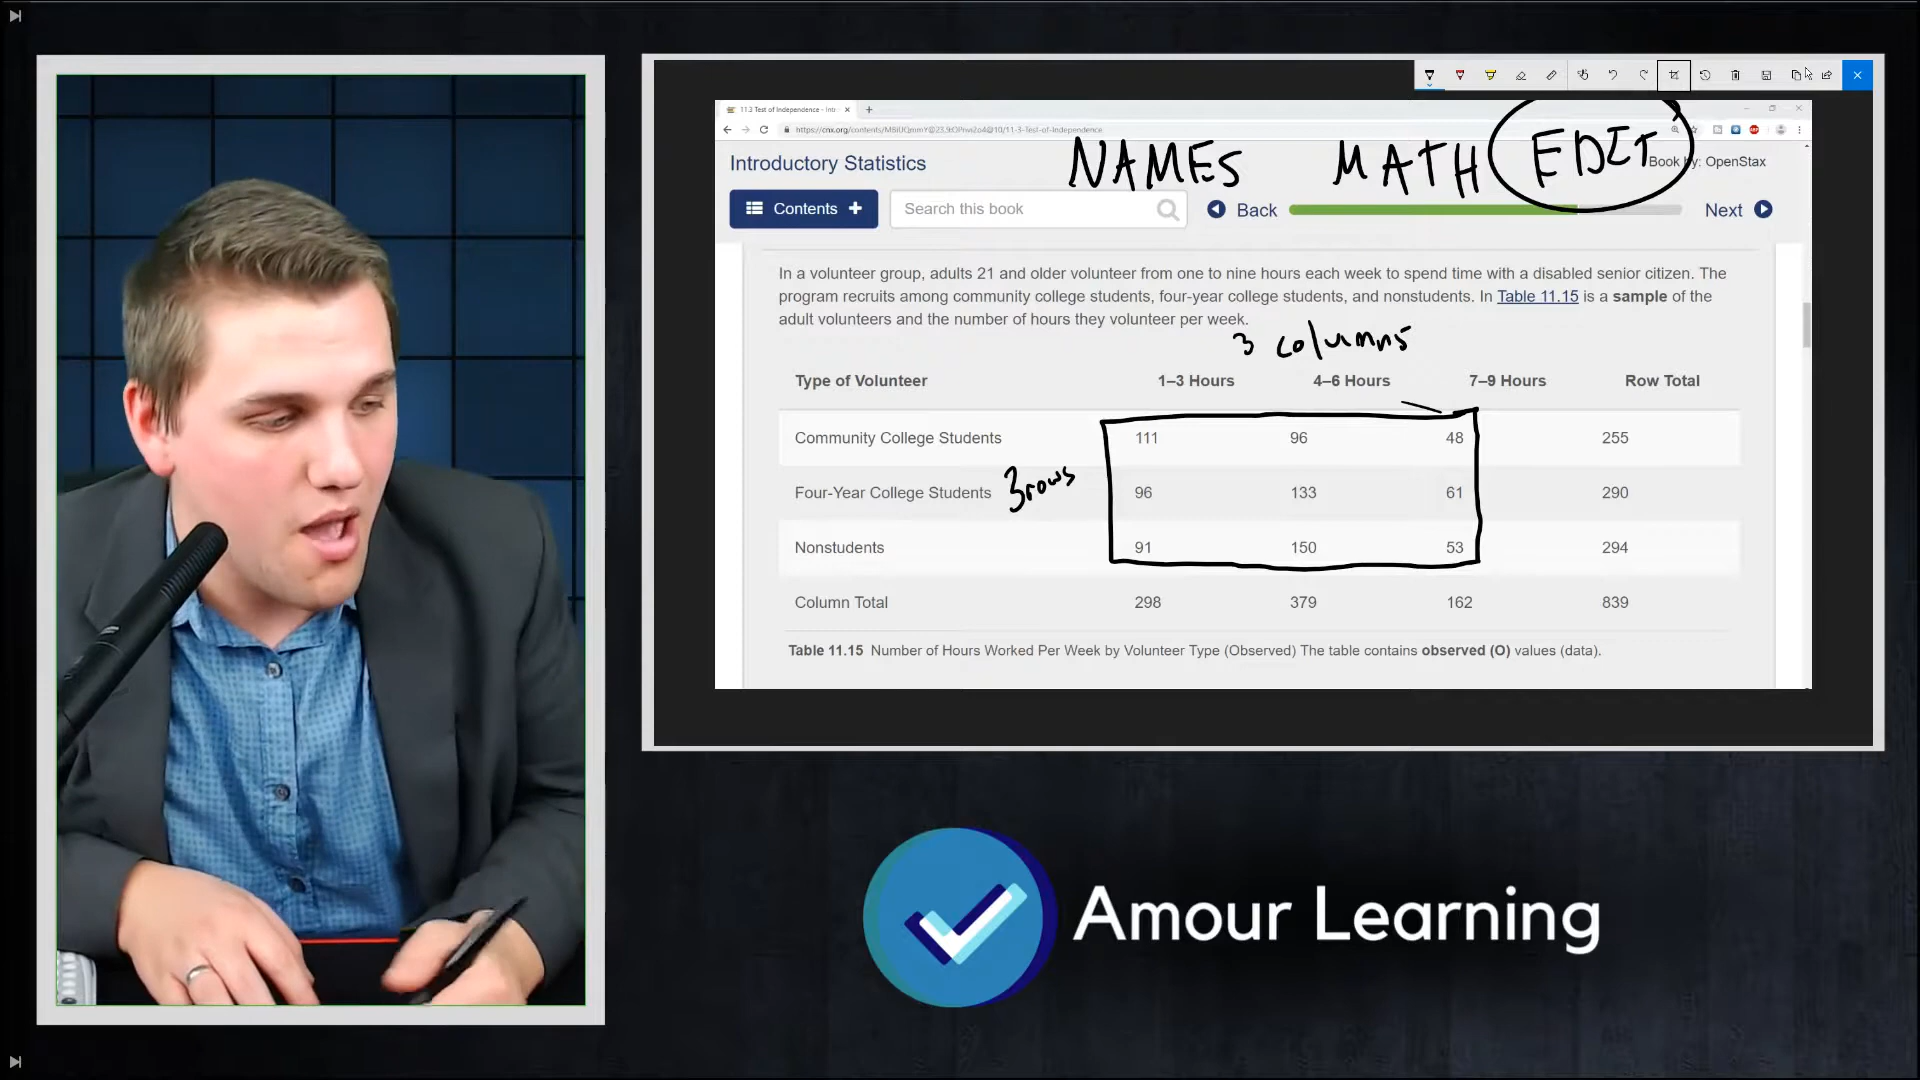 11.3 Test of Independence - Intr
Introductory Statistics
NAMES MATH EDIT
Book by: OpenStax
Contents +
Search this book
Back
Next
In a volunteer group, adults 21 and older volunteer from one to nine hours each week to spend time with a disabled senior citizen. The
program recruits among community college students, four-year college students, and nonstudents. In Table 11.15 is a sample of the
adult volunteers and the number of hours they volunteer per week.
3 columns
Type of Volunteer 1–3 Hours 4–6 Hours 7–9 Hours Row Total
Community College Students 111 96 48 255
Four-Year College Students 3 rows 96 133 61 290
Nonstudents 91 150 53 294
Column Total 298 379 162 839
Table 11.15 Number of Hours Worked Per Week by Volunteer Type (Observed) The table contains observed (O) values (data).
Amour Learning